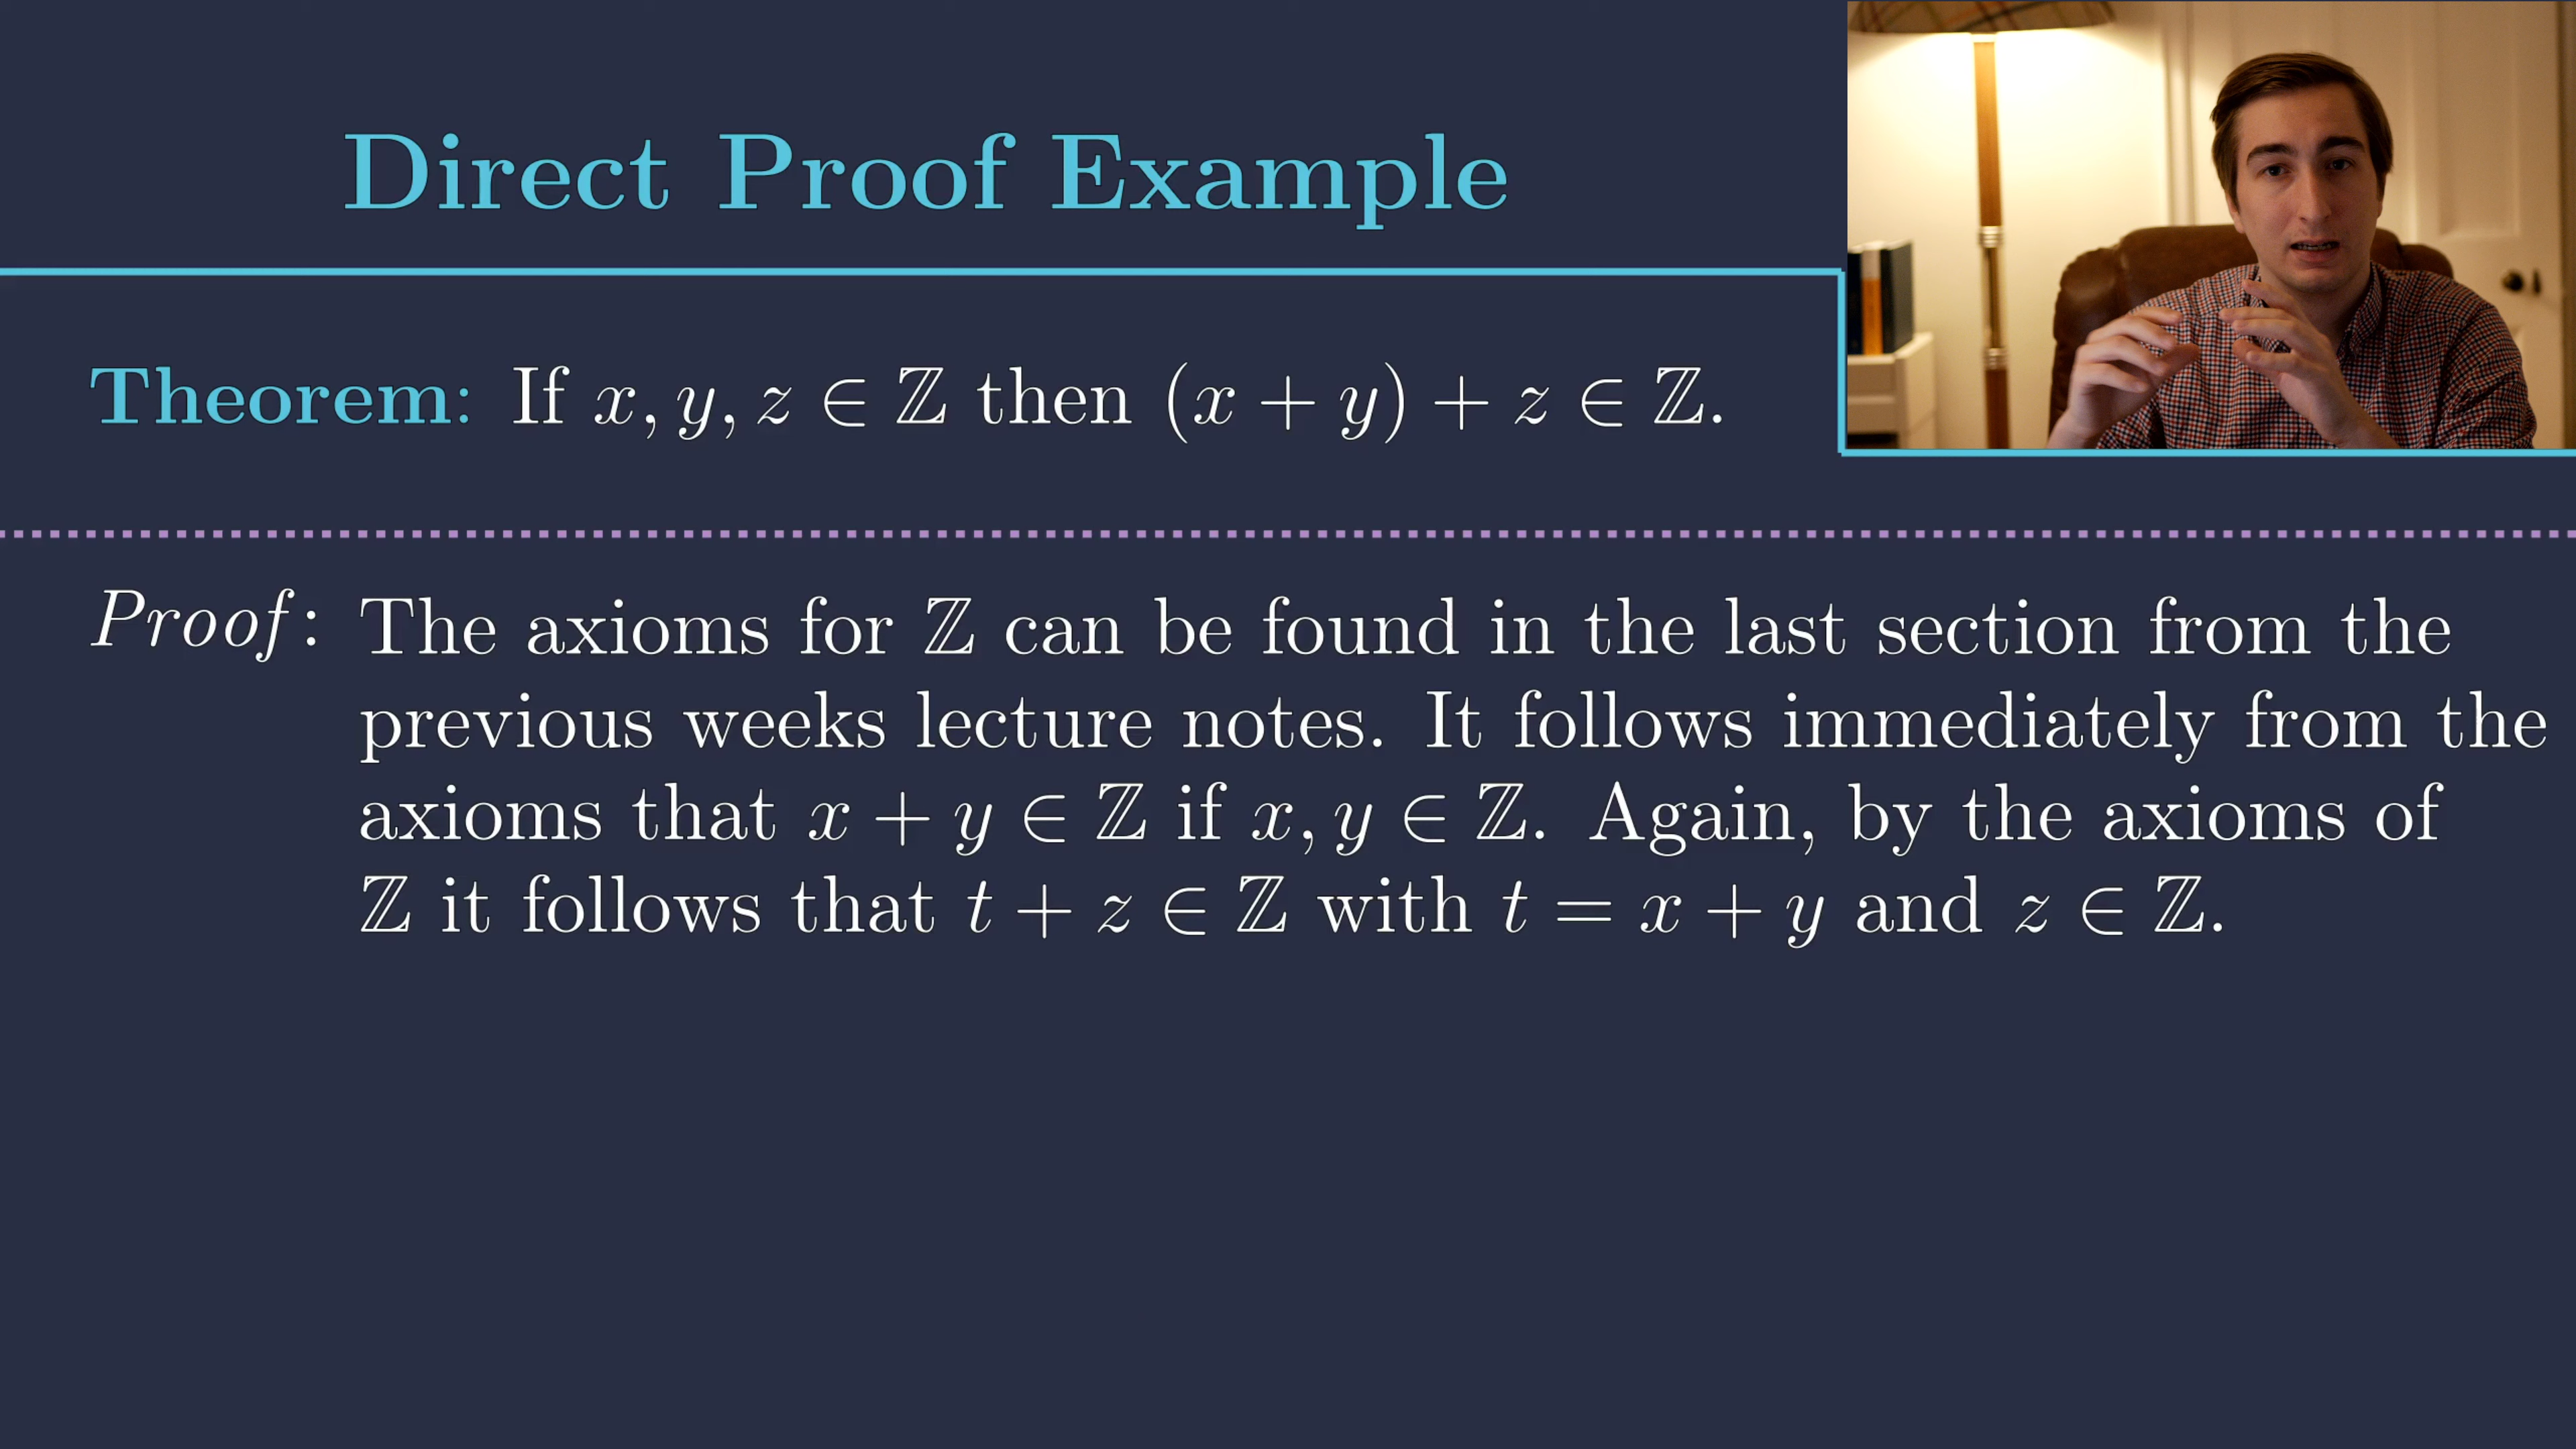 Direct Proof Example
Theorem: If x, y, z ∈ ℤ then (x + y) + z ∈ ℤ.
Proof: The axioms for ℤ can be found in the last section from the
previous weeks lecture notes. It follows immediately from the
axioms that x + y ∈ ℤ if x, y ∈ ℤ. Again, by the axioms of
ℤ it follows that t + z ∈ ℤ with t = x + y and z ∈ ℤ.